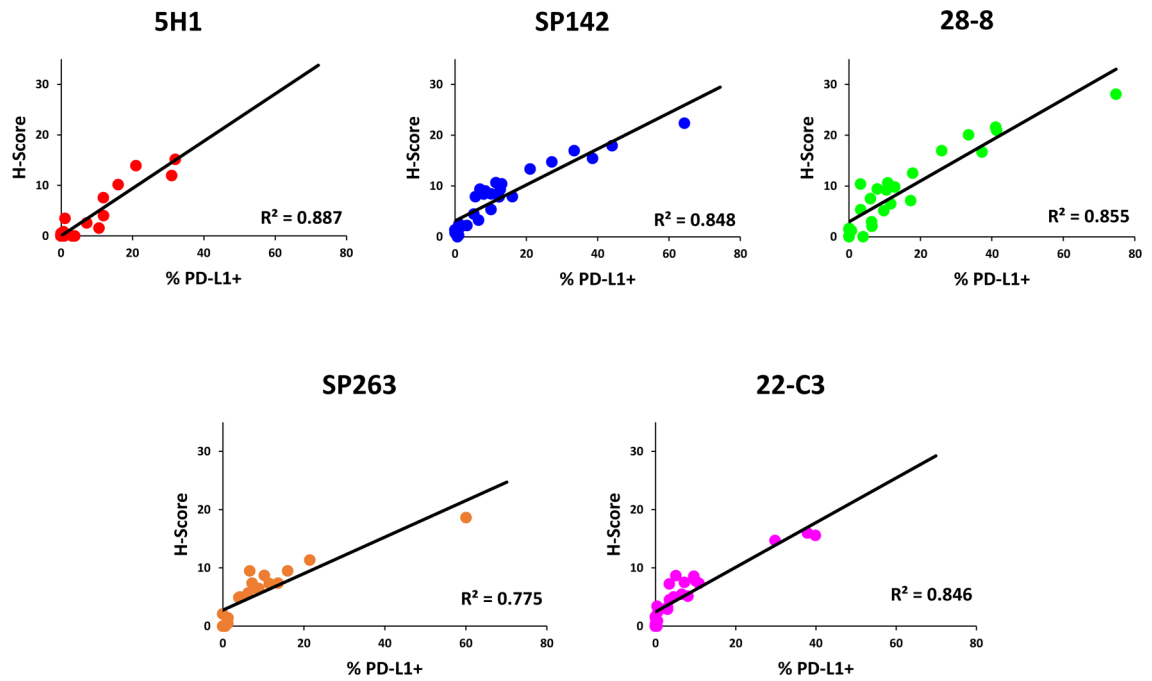 5H1
H-Score
30
20
10
0
R² = 0.887
0 20 40 60 80
% PD-L1+
SP142
H-Score
30
20
10
0
R² = 0.848
0 20 40 60 80
% PD-L1+
28-8
H-Score
30
20
10
0
R² = 0.855
0 20 40 60 80
% PD-L1+
SP263
H-Score
30
20
10
0
R² = 0.775
0 20 40 60 80
% PD-L1+
22-C3
H-Score
30
20
10
0
R² = 0.846
0 20 40 60 80
% PD-L1+